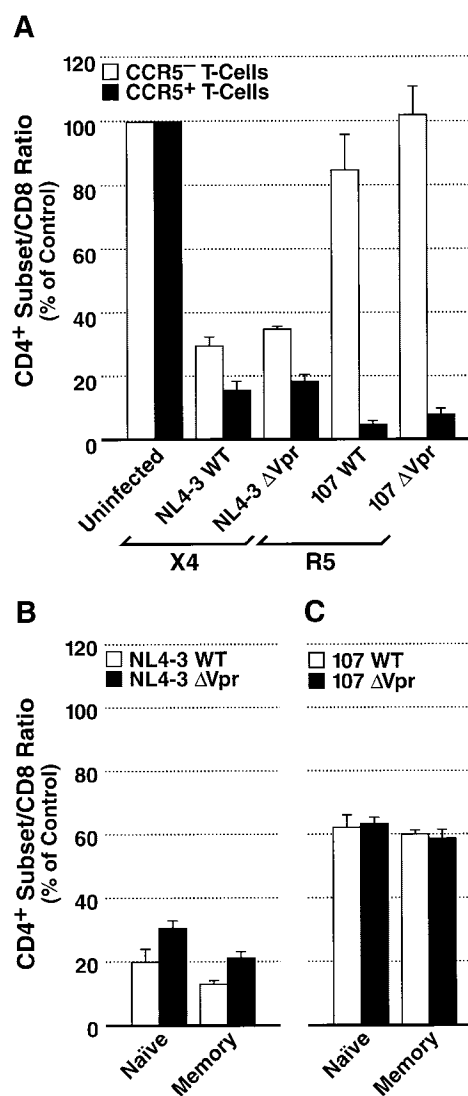 A
CD4⁺ Subset/CD8 Ratio
(% of Control)
120
100
80
60
40
20
0
CCR5⁻ T-Cells
CCR5⁺ T-Cells
Uninfected
NL4-3 WT
NL4-3 ΔVpr
107 WT
107 ΔVpr
X4
R5
B
CD4⁺ Subset/CD8 Ratio
(% of Control)
120
100
80
60
40
20
0
NL4-3 WT
NL4-3 ΔVpr
Naïve
Memory
C
107 WT
107 ΔVpr
Naïve
Memory